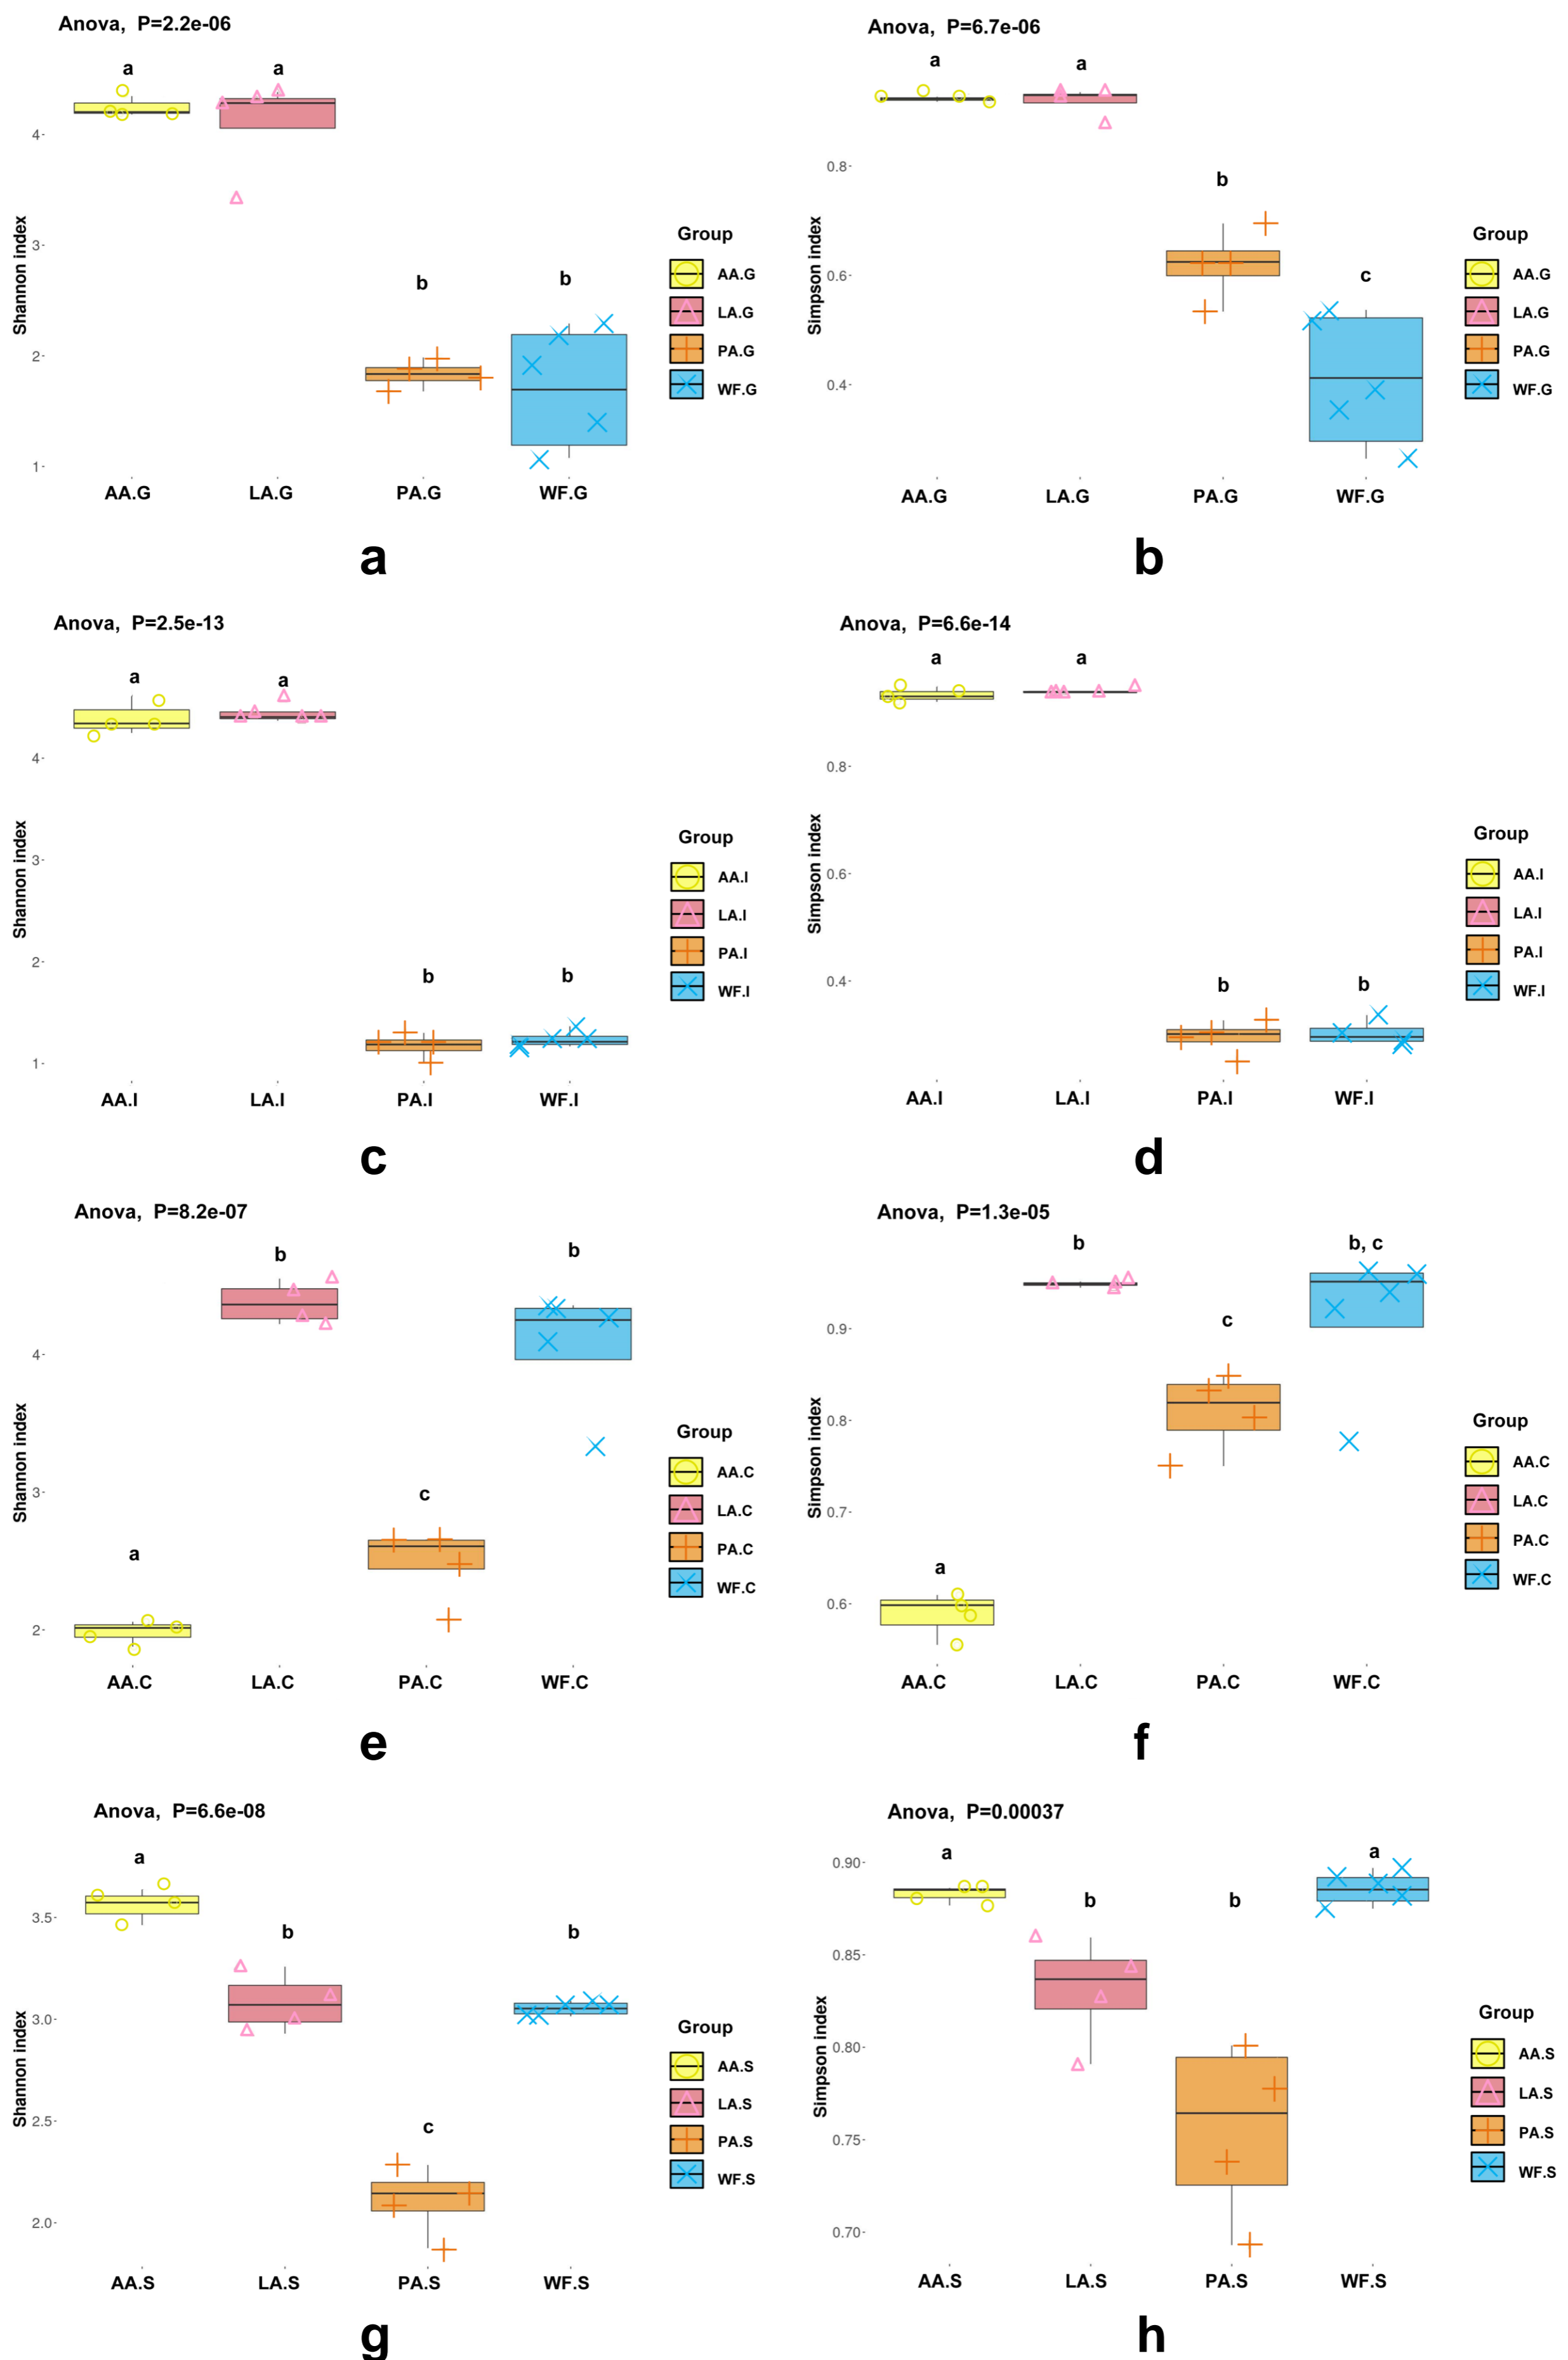 Anova, P=2.2e-06
a a
4-
3-
2-
1-
Shannon index
b b
AA.G LA.G PA.G WF.G
Group
AA.G
LA.G
PA.G
WF.G
a
Anova, P=6.7e-06
a a
b
c
0.8-
0.6-
0.4-
Simpson index
AA.G LA.G PA.G WF.G
Group
AA.G
LA.G
PA.G
WF.G
b
Anova, P=2.5e-13
a a
4-
3-
2-
1-
Shannon index
b b
AA.I LA.I PA.I WF.I
Group
AA.I
LA.I
PA.I
WF.I
c
Anova, P=6.6e-14
a a
0.8-
0.6-
0.4-
Simpson index
b b
AA.I LA.I PA.I WF.I
Group
AA.I
LA.I
PA.I
WF.I
d
Anova, P=8.2e-07
b b
4-
3-
2-
Shannon index
c
a
AA.C LA.C PA.C WF.C
Group
AA.C
LA.C
PA.C
WF.C
e
Anova, P=1.3e-05
b b, c
c
a
0.9-
0.8-
0.7-
0.6-
Simpson index
AA.C LA.C PA.C WF.C
Group
AA.C
LA.C
PA.C
WF.C
f
Anova, P=6.6e-08
a
b b
c
3.5-
3.0-
2.5-
2.0-
Shannon index
AA.S LA.S PA.S WF.S
Group
AA.S
LA.S
PA.S
WF.S
g
Anova, P=0.00037
a a
b b
0.90-
0.85-
0.80-
0.75-
0.70-
Simpson index
AA.S LA.S PA.S WF.S
Group
AA.S
LA.S
PA.S
WF.S
h